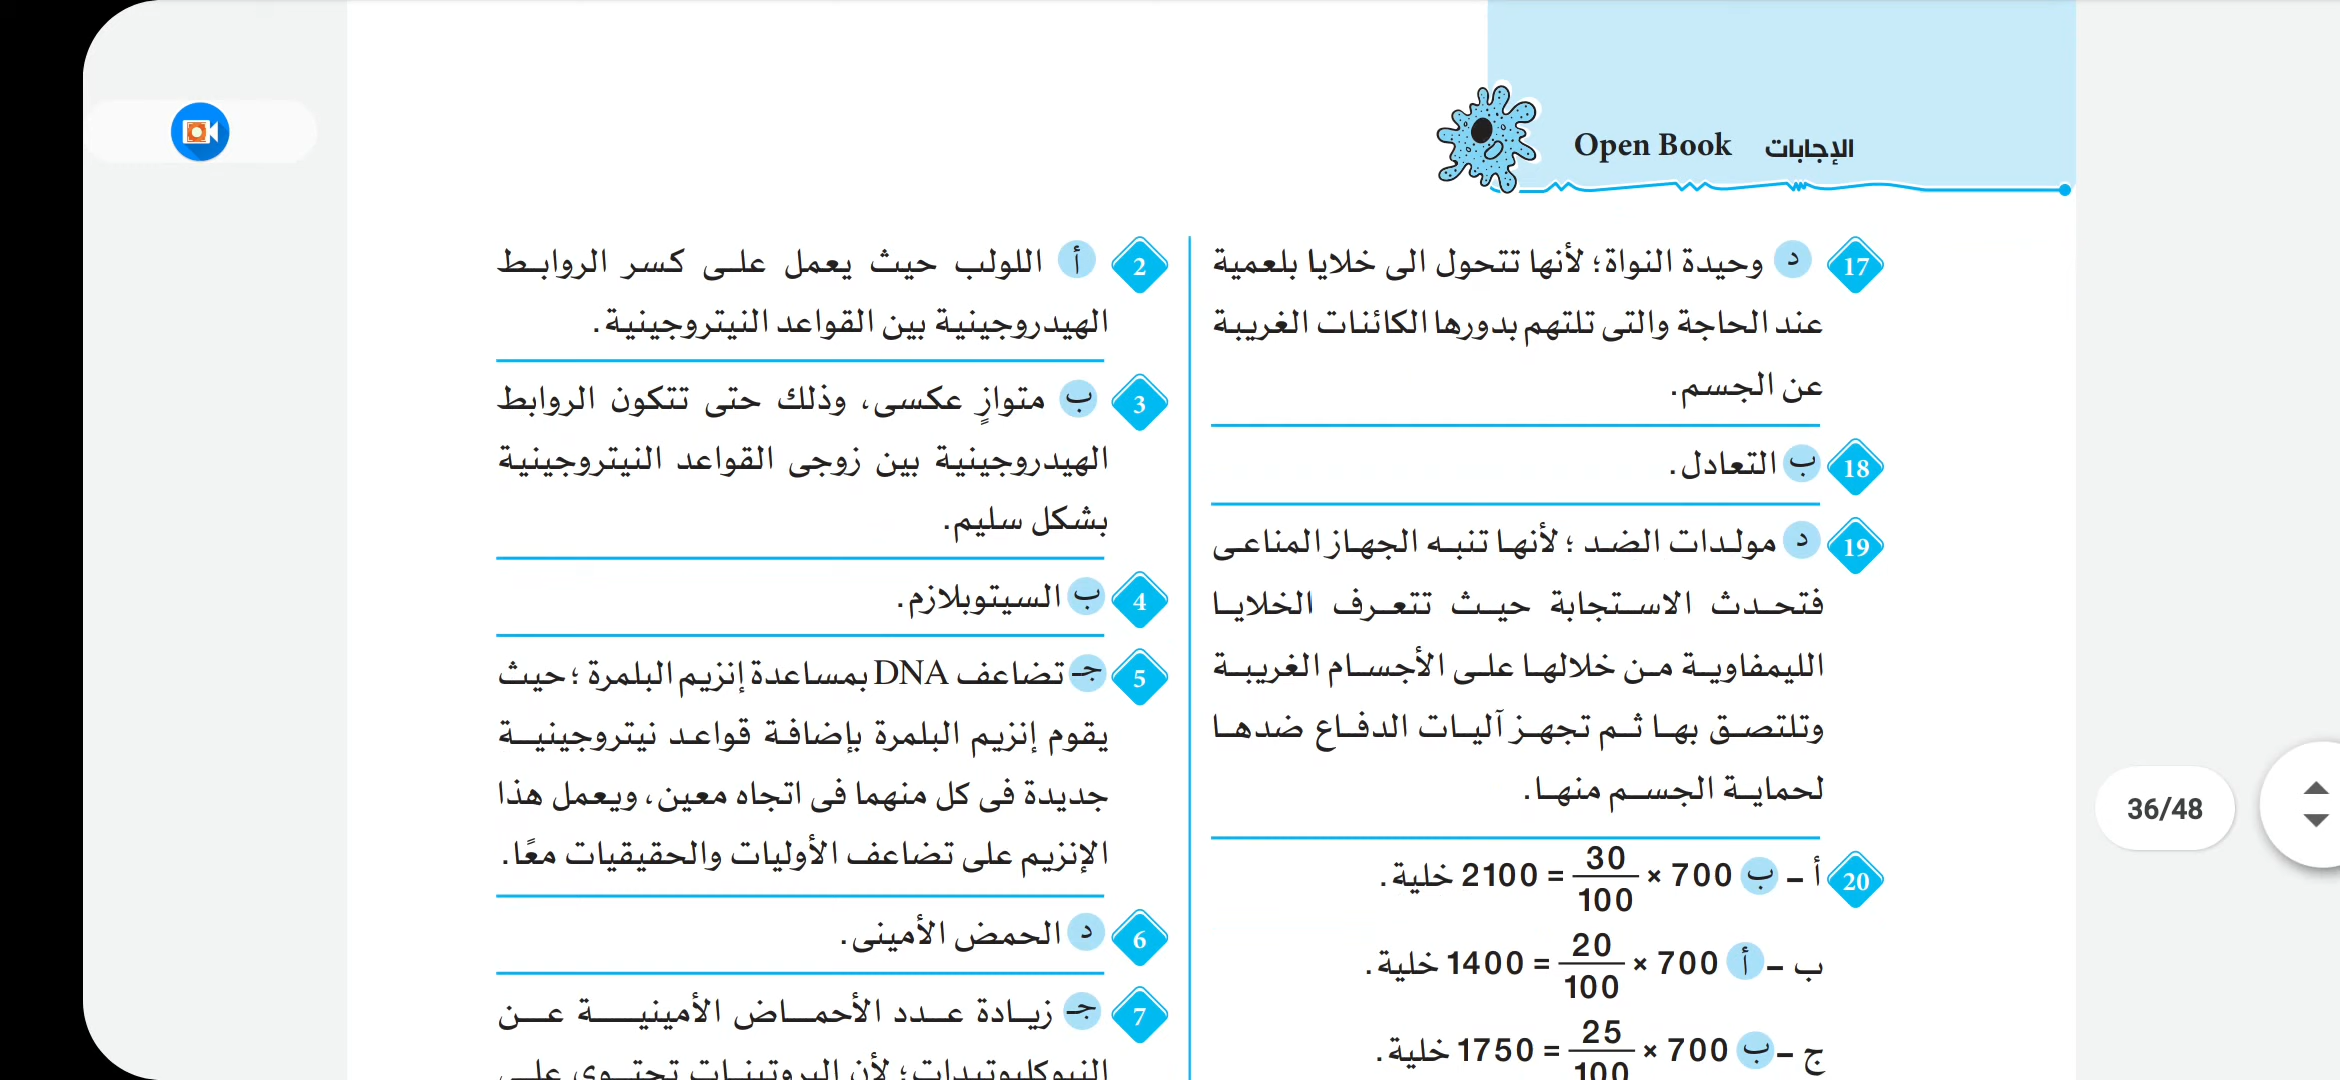 الإجابات Open Book
17 د وحيدة النواة؛ لأنها تتحول الى خلايا بلعمية
عند الحاجة والتى تلتهم بدورها الكائنات الغريبة
عن الجسم.
18 ب التعادل.
19 د مولدات الضد ؛ لأنها تنبه الجهاز المناعى
فتحدث الاستجابة حيث تتعرف الخلايا
الليمفاوية من خلالها على الأجسام الغريبة
وتلتصق بها ثم تجهز آليات الدفاع ضدها
لحماية الجسم منها.
20 أ – ب 700 × 30/100 = 2100 خلية.
ب – أ 700 × 20/100 = 1400 خلية.
ج – ب 700 × 25/100 = 1750 خلية.
2 أ اللولب حيث يعمل على كسر الروابط
الهيدروجينية بين القواعد النيتروجينية.
3 ب متوازٍ عكسى، وذلك حتى تتكون الروابط
الهيدروجينية بين زوجى القواعد النيتروجينية
بشكل سليم.
4 ب السيتوبلازم.
5 جـ تضاعف DNA بمساعدة إنزيم البلمرة ؛ حيث
يقوم إنزيم البلمرة بإضافة قواعد نيتروجينية
جديدة فى كل منهما فى اتجاه معين، ويعمل هذا
الإنزيم على تضاعف الأوليات والحقيقيات معًا.
6 د الحمض الأمينى.
7 جـ زيادة عدد الأحماض الأمينية عن
النيوكليوتيدات؛ لأن البروتينات تحتوى على
36/48